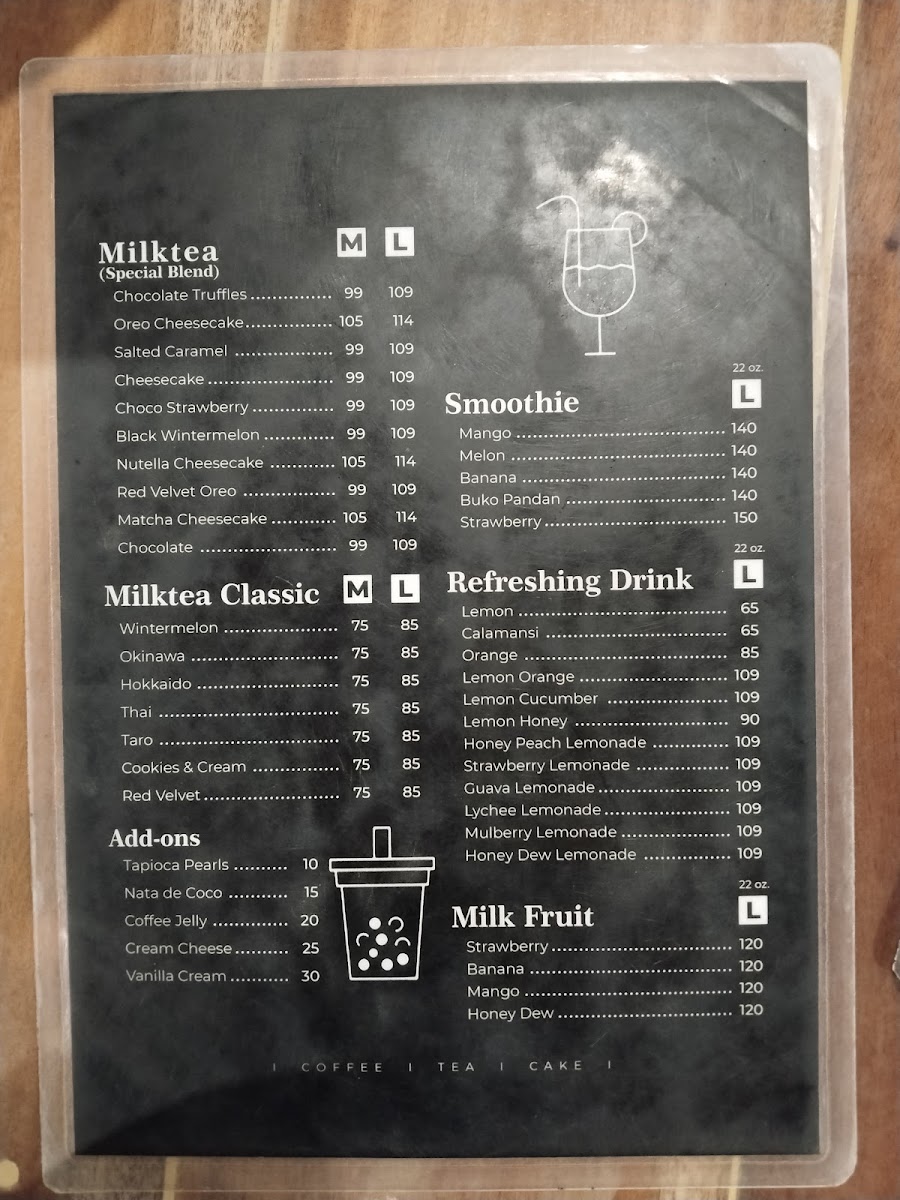 Milktea M L
(Special Blend)
Chocolate Truffles 99 109
Oreo Cheesecake 105 114
Salted Caramel 99 109
Cheesecake 99 109
Choco Strawberry 99 109
Black Wintermelon 99 109
Nutella Cheesecake 105 114
Red Velvet Oreo 99 109
Matcha Cheesecake 105 114
Chocolate 99 109
Milktea Classic M L
Wintermelon 75 85
Okinawa 75 85
Hokkaido 75 85
Thai 75 85
Taro 75 85
Cookies & Cream 75 85
Red Velvet 75 85
Add-ons
Tapioca Pearls 10
Nata de Coco 15
Coffee Jelly 20
Cream Cheese 25
Vanilla Cream 30
22 oz.
Smoothie L
Mango 140
Melon 140
Banana 140
Buko Pandan 140
Strawberry 150
22 oz.
Refreshing Drink L
Lemon 65
Calamansi 65
Orange 85
Lemon Orange 109
Lemon Cucumber 109
Lemon Honey 90
Honey Peach Lemonade 109
Strawberry Lemonade 109
Guava Lemonade 109
Lychee Lemonade 109
Mulberry Lemonade 109
Honey Dew Lemonade 109
22 oz.
Milk Fruit L
Strawberry 120
Banana 120
Mango 120
Honey Dew 120
| COFFEE | TEA | CAKE |